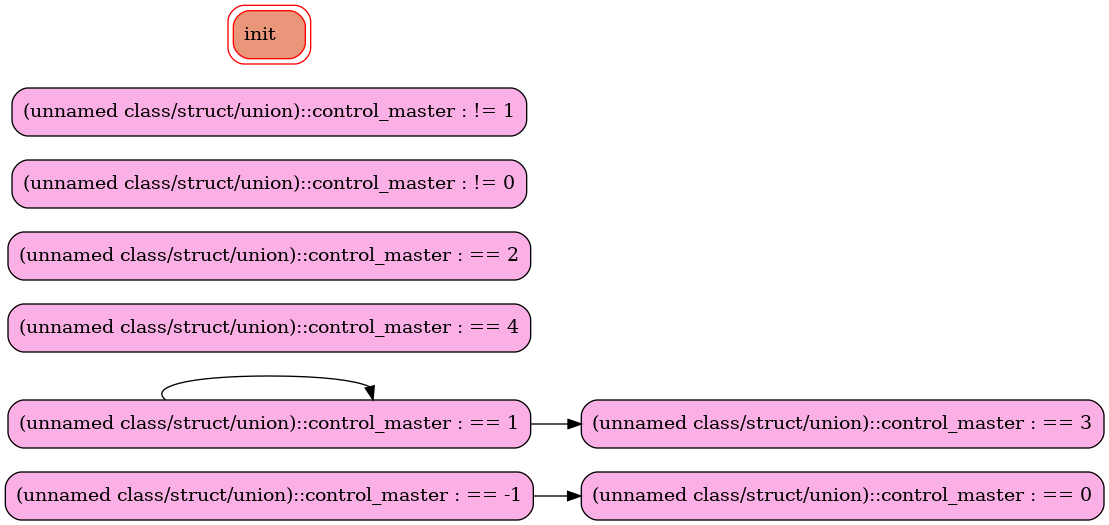 init
(unnamed class/struct/union)::control_master : != 1
(unnamed class/struct/union)::control_master : != 0
(unnamed class/struct/union)::control_master : == 2
(unnamed class/struct/union)::control_master : == 4
(unnamed class/struct/union)::control_master : == 1
(unnamed class/struct/union)::control_master : == 3
(unnamed class/struct/union)::control_master : == -1
(unnamed class/struct/union)::control_master : == 0